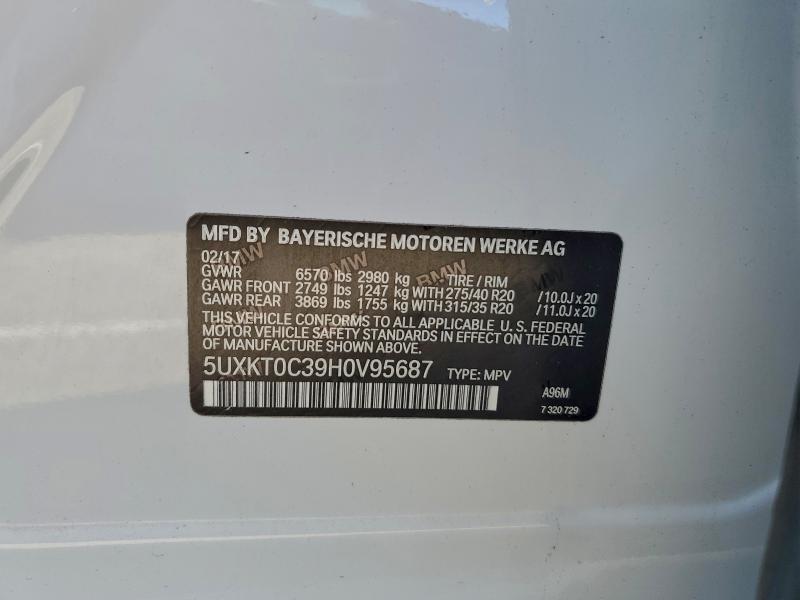 MFD BY BAYERISCHE MOTOREN WERKE AG
02/17
GVWR 6570 lbs 2980 kg TIRE / RIM
GAWR FRONT 2749 lbs 1247 kg WITH 275/40 R20 /10.0J x 20
GAWR REAR 3869 lbs 1755 kg WITH 315/35 R20 /11.0J x 20
THIS VEHICLE CONFORMS TO ALL APPLICABLE U. S. FEDERAL
MOTOR VEHICLE SAFETY STANDARDS IN EFFECT ON THE DATE
OF MANUFACTURE SHOWN ABOVE.
5UXKT0C39H0V95687 TYPE: MPV
A96M
7 320 729
BMW
BMW
BMW